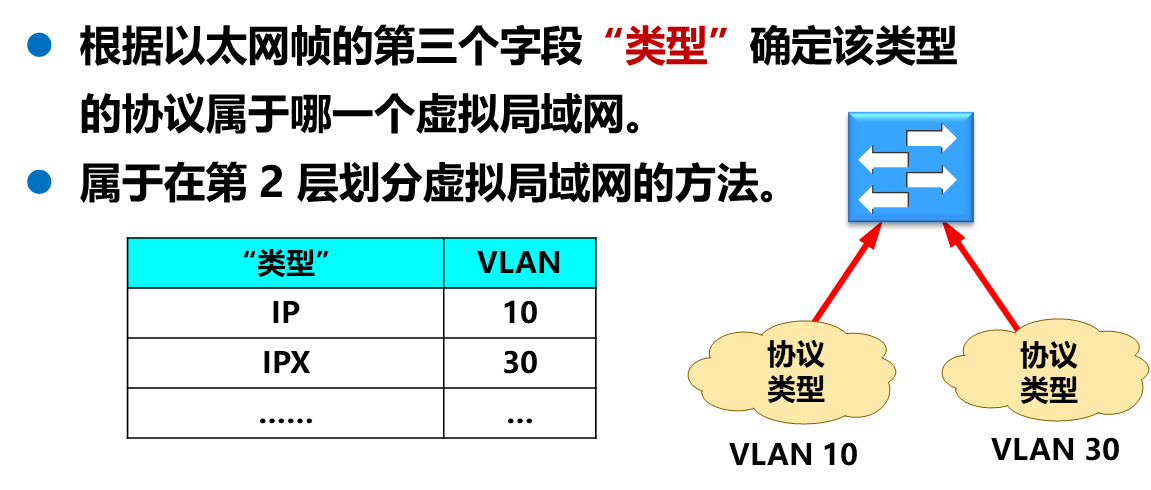 根据以太网帧的第三个字段“类型”确定该类型
的协议属于哪一个虚拟局域网。
属于在第 2 层划分虚拟局域网的方法。
“类型” VLAN
IP 10
IPX 30
…… …
协议
类型
VLAN 10
协议
类型
VLAN 30